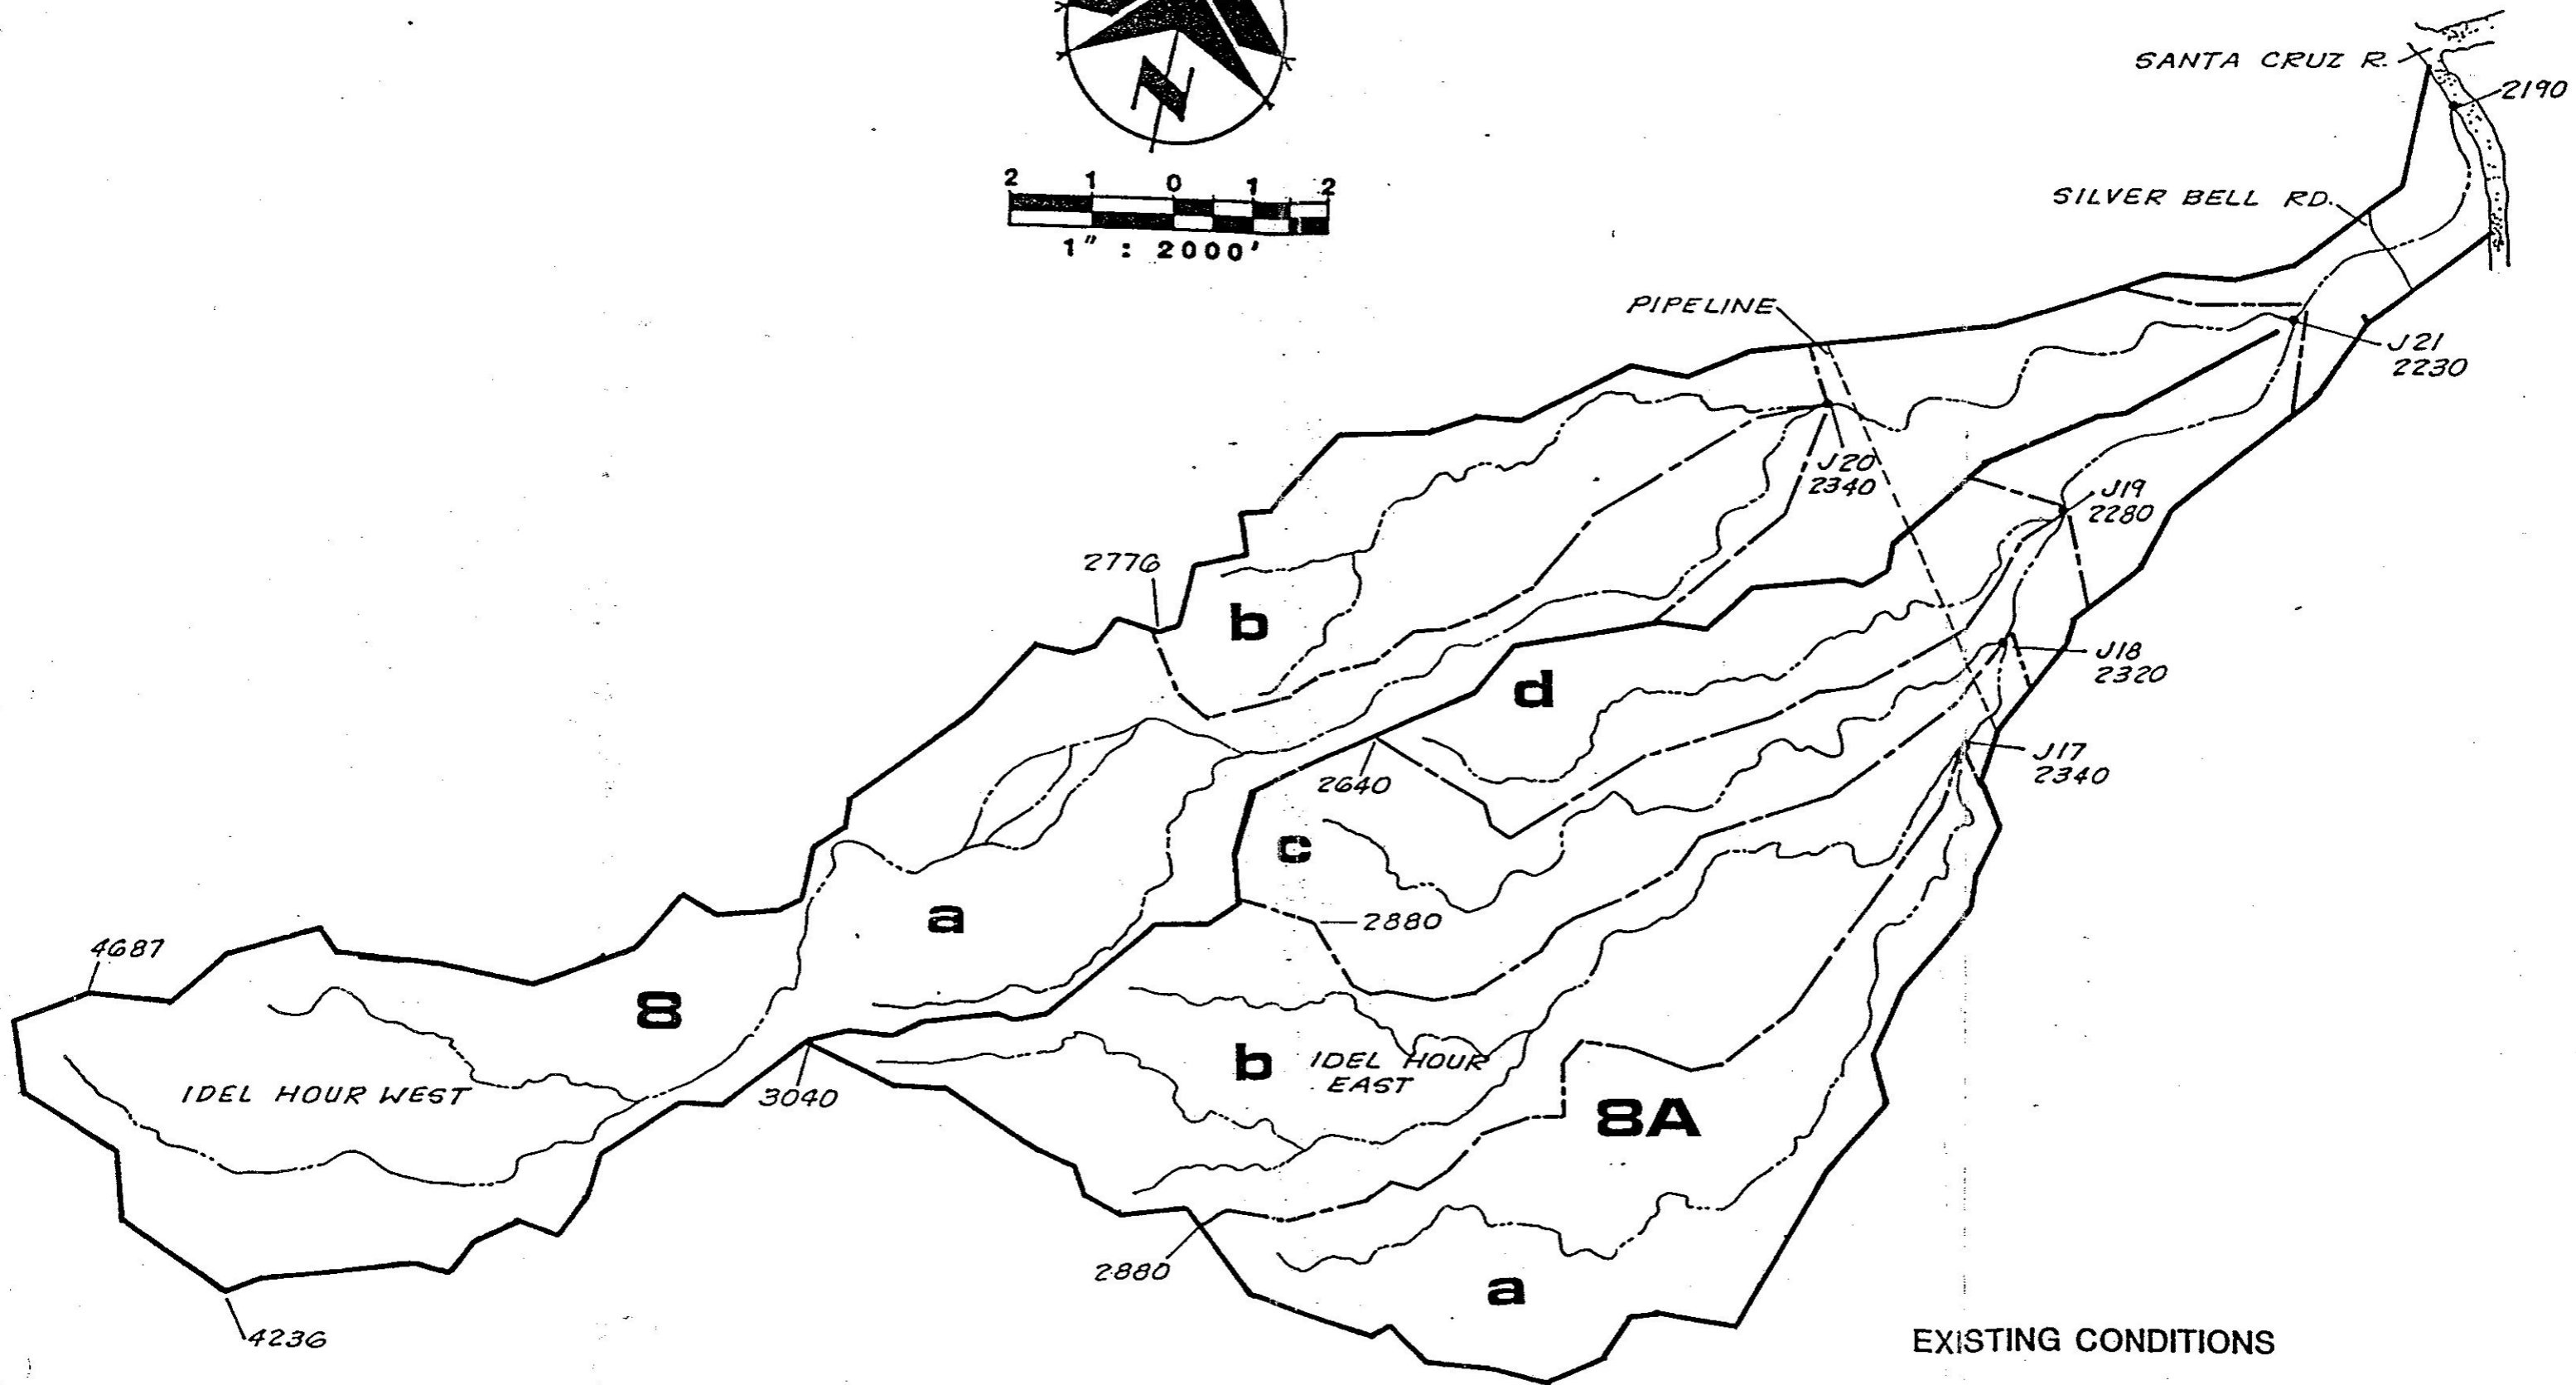 N
2 1 0 1 2
1" : 2000'
SANTA CRUZ R.
2190
SILVER BELL RD.
PIPELINE
J21
2230
J20
2340
J19
2280
2776
b
d
J18
2320
J17
2340
2640
c
2880
a
4687
8
b
IDEL HOUR
EAST
IDEL HOUR WEST
3040
8A
2880
a
4236
EXISTING CONDITIONS